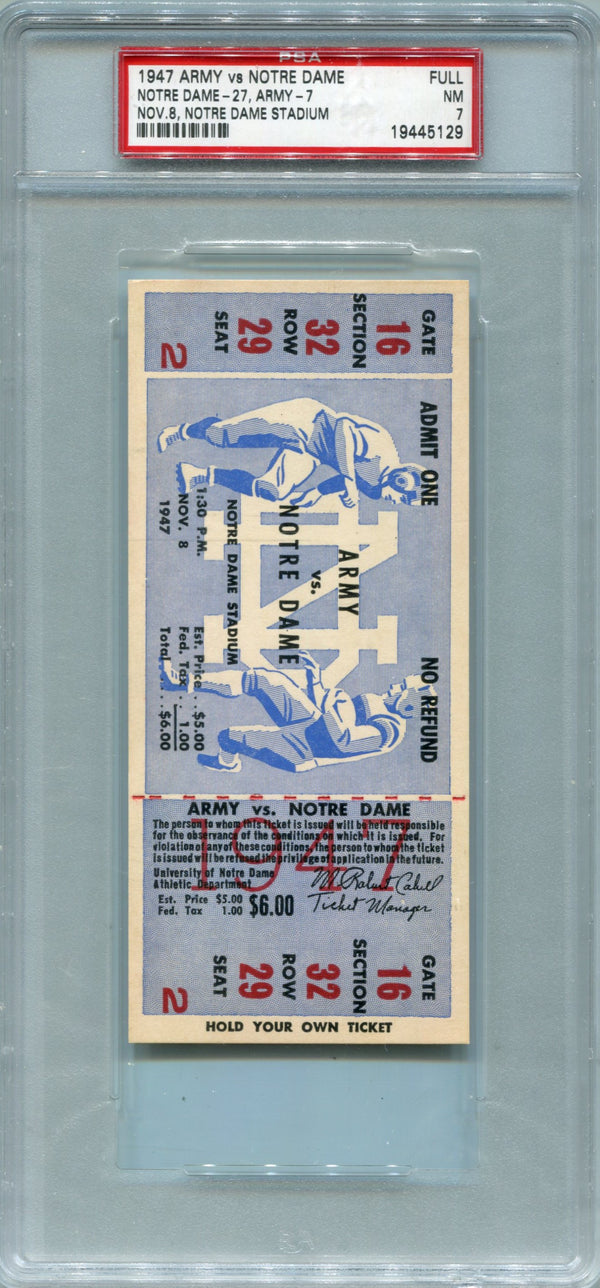 PSA
1947 ARMY vs NOTRE DAME FULL
NOTRE DAME-27, ARMY-7 NM
NOV.8, NOTRE DAME STADIUM 7
19445129
GATE
16
SECTION
32
ROW
29
SEAT
2
ADMIT ONE NO REFUND
ARMY
vs.
NOTRE DAME
NOTRE DAME STADIUM
1:30 P.M.
NOV. 8
1947
Est. Price $5.00
Fed. Tax 1.00
Total $6.00
1947
ARMY vs. NOTRE DAME
The person to whom this ticket is issued will be held responsible
for the observance of the conditions on which it is issued. For
violation of any of these conditions, the person to whom the ticket
is issued will be refused the privilege of application in the future.
University of Notre Dame
Athletic Department
Est. Price $5.00
Fed. Tax 1.00 $6.00
M. Robert Cahill
Ticket Manager
GATE
16
SECTION
32
ROW
29
SEAT
2
HOLD YOUR OWN TICKET